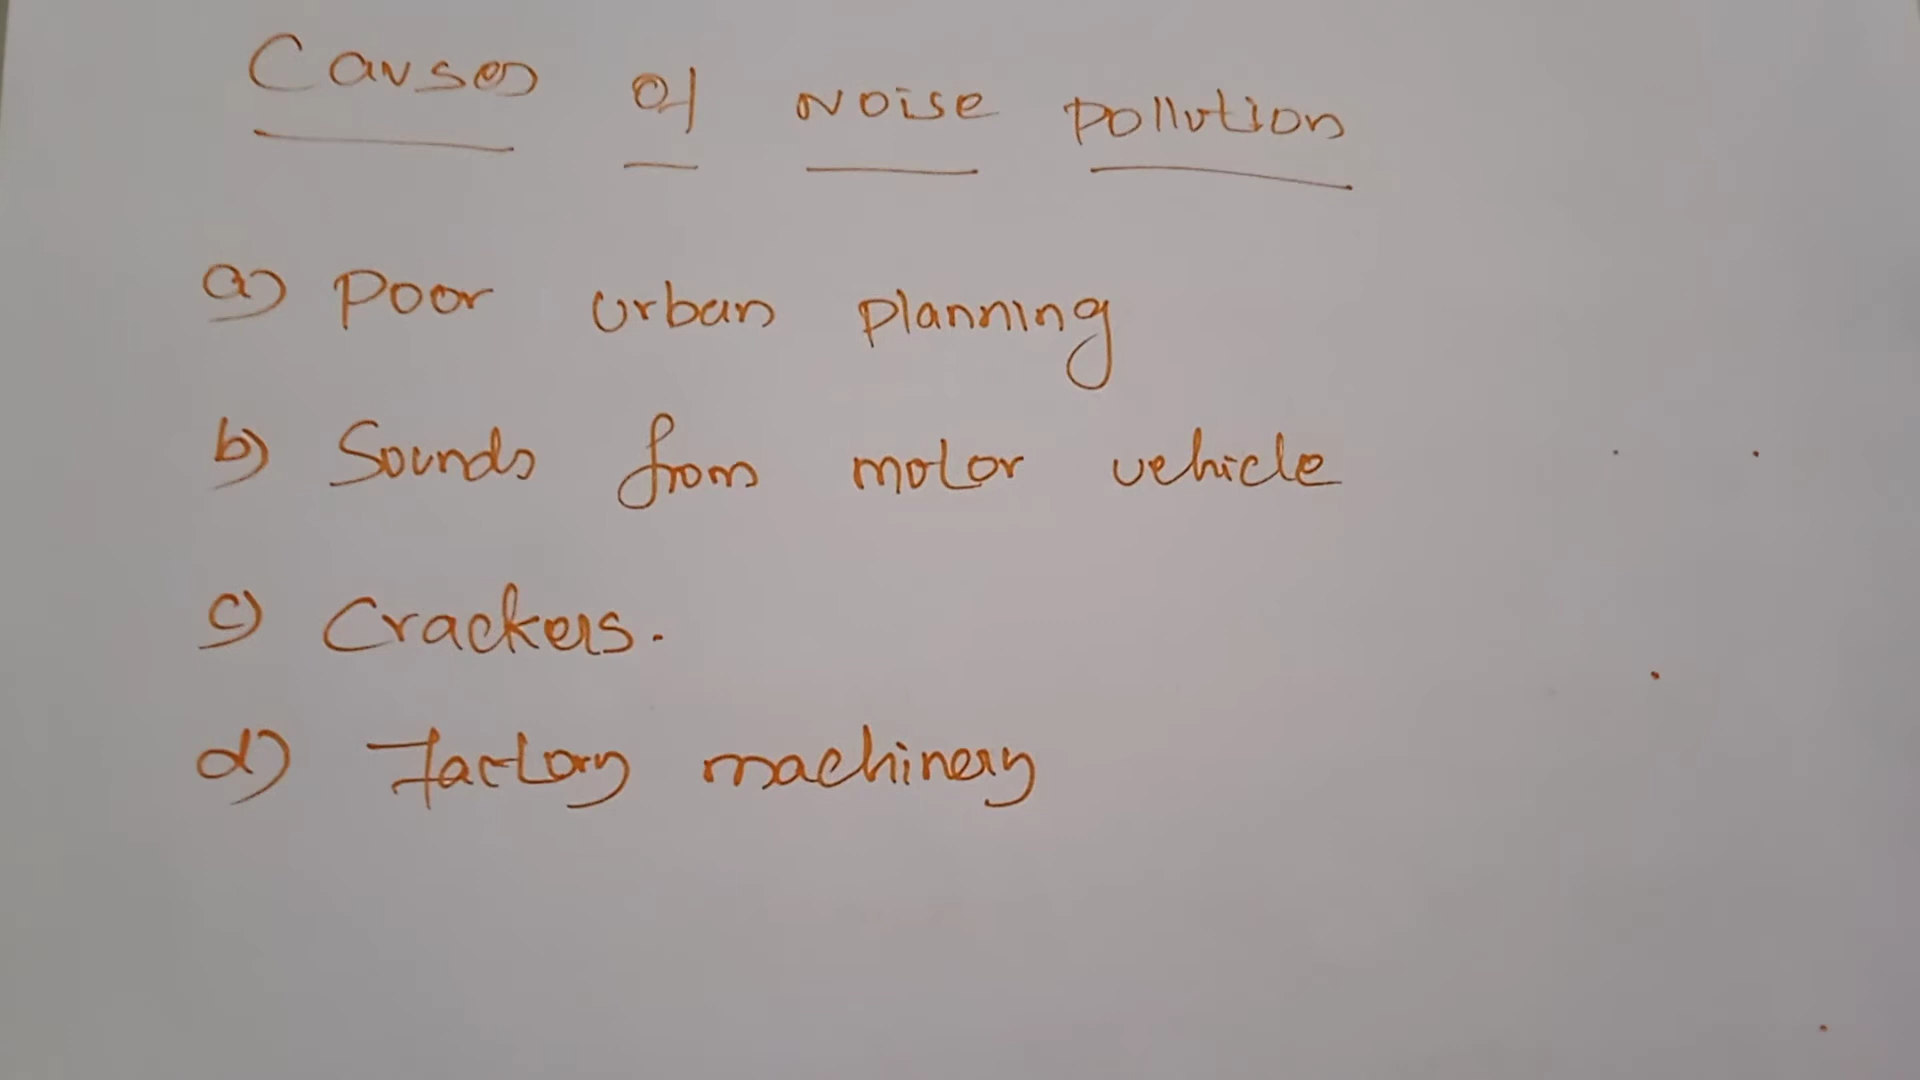 Causes of Noise pollution
a) Poor urban planning
b) Sounds from motor vehicle
c) Crackers.
d) Factory machinery